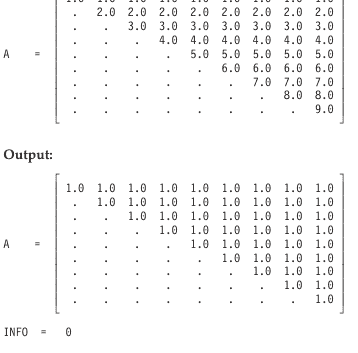 1.0 1.0 1.0 1.0 1.0 1.0 1.0 1.0 1.0
. 2.0 2.0 2.0 2.0 2.0 2.0 2.0 2.0
. . 3.0 3.0 3.0 3.0 3.0 3.0 3.0
. . . 4.0 4.0 4.0 4.0 4.0 4.0
A = . . . . 5.0 5.0 5.0 5.0 5.0
. . . . . 6.0 6.0 6.0 6.0
. . . . . . 7.0 7.0 7.0
. . . . . . . 8.0 8.0
. . . . . . . . 9.0
Output:
1.0 1.0 1.0 1.0 1.0 1.0 1.0 1.0 1.0
. 1.0 1.0 1.0 1.0 1.0 1.0 1.0 1.0
. . 1.0 1.0 1.0 1.0 1.0 1.0 1.0
. . . 1.0 1.0 1.0 1.0 1.0 1.0
A = . . . . 1.0 1.0 1.0 1.0 1.0
. . . . . 1.0 1.0 1.0 1.0
. . . . . . 1.0 1.0 1.0
. . . . . . . 1.0 1.0
. . . . . . . . 1.0
INFO = 0